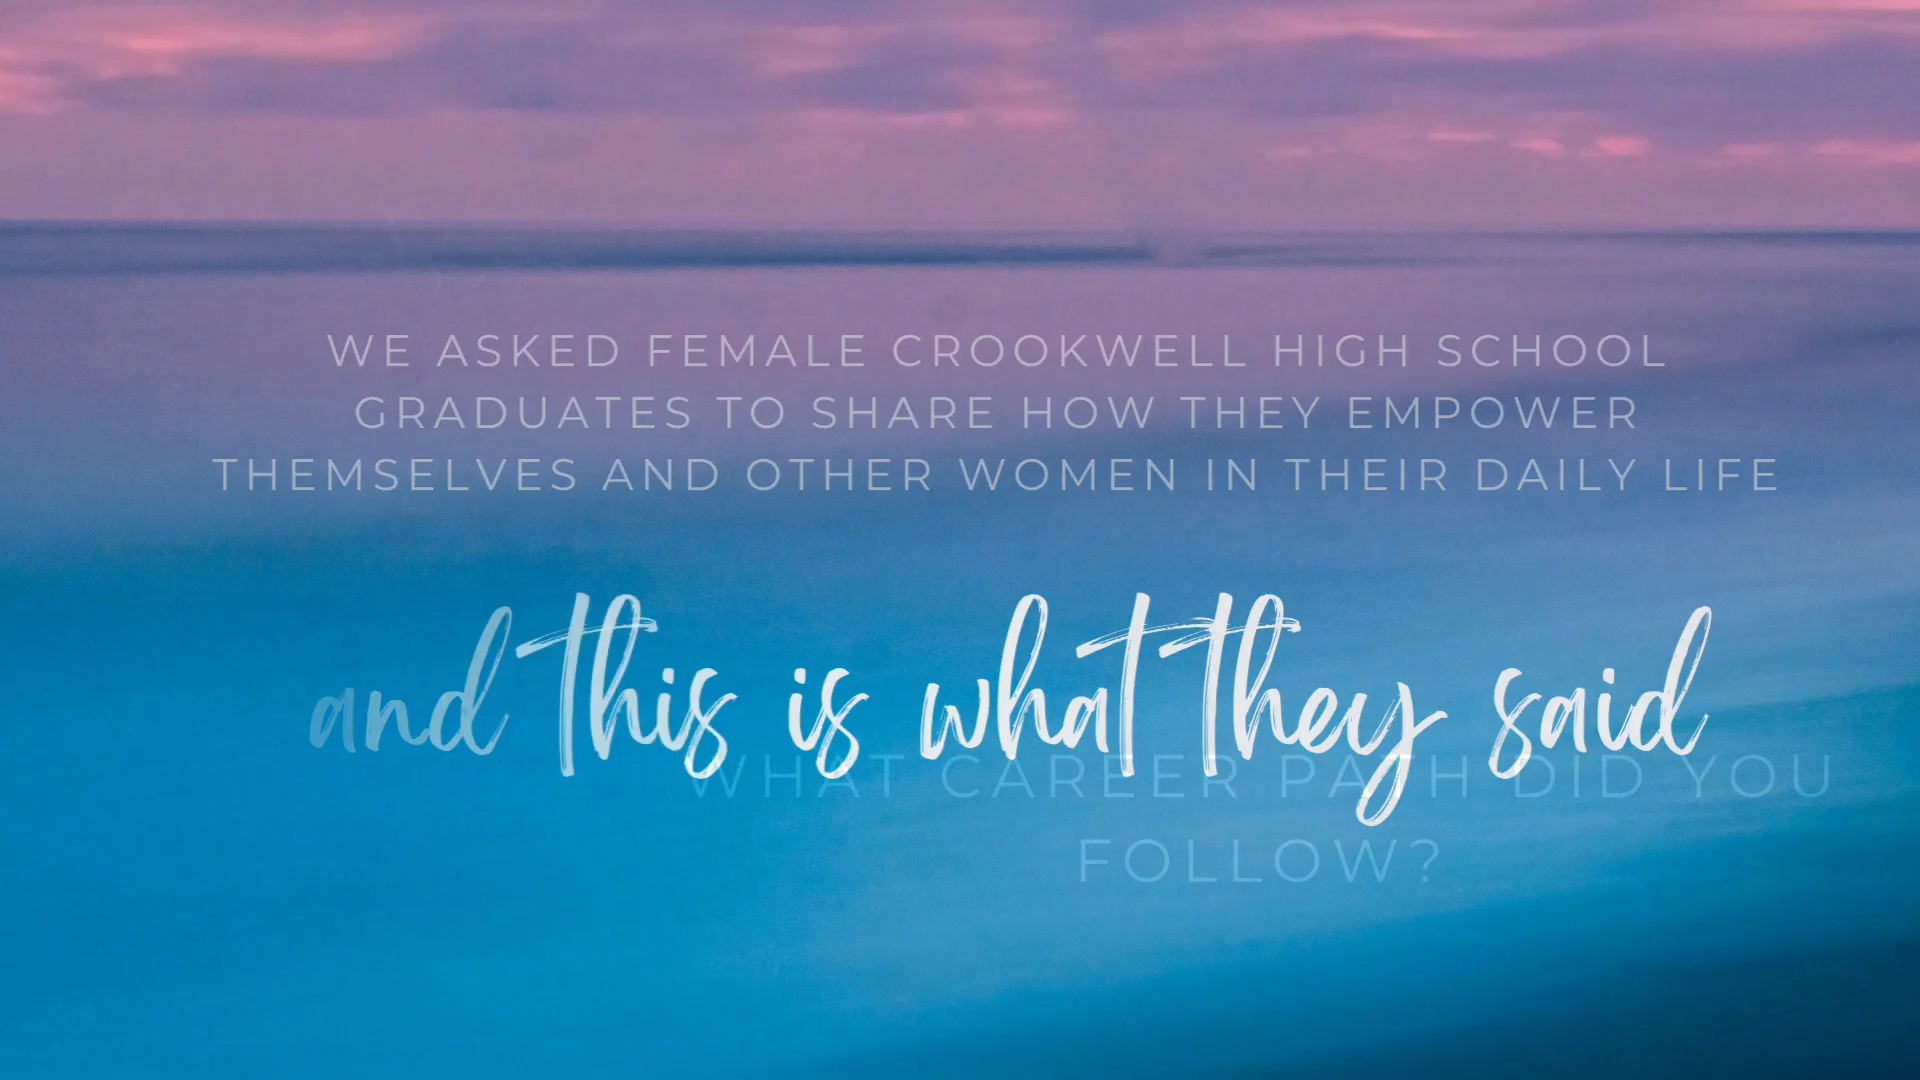 WE ASKED FEMALE CROOKWELL HIGH SCHOOL
GRADUATES TO SHARE HOW THEY EMPOWER
THEMSELVES AND OTHER WOMEN IN THEIR DAILY LIFE
and this is what they said
WHAT CAREER PATH DID YOU
FOLLOW?